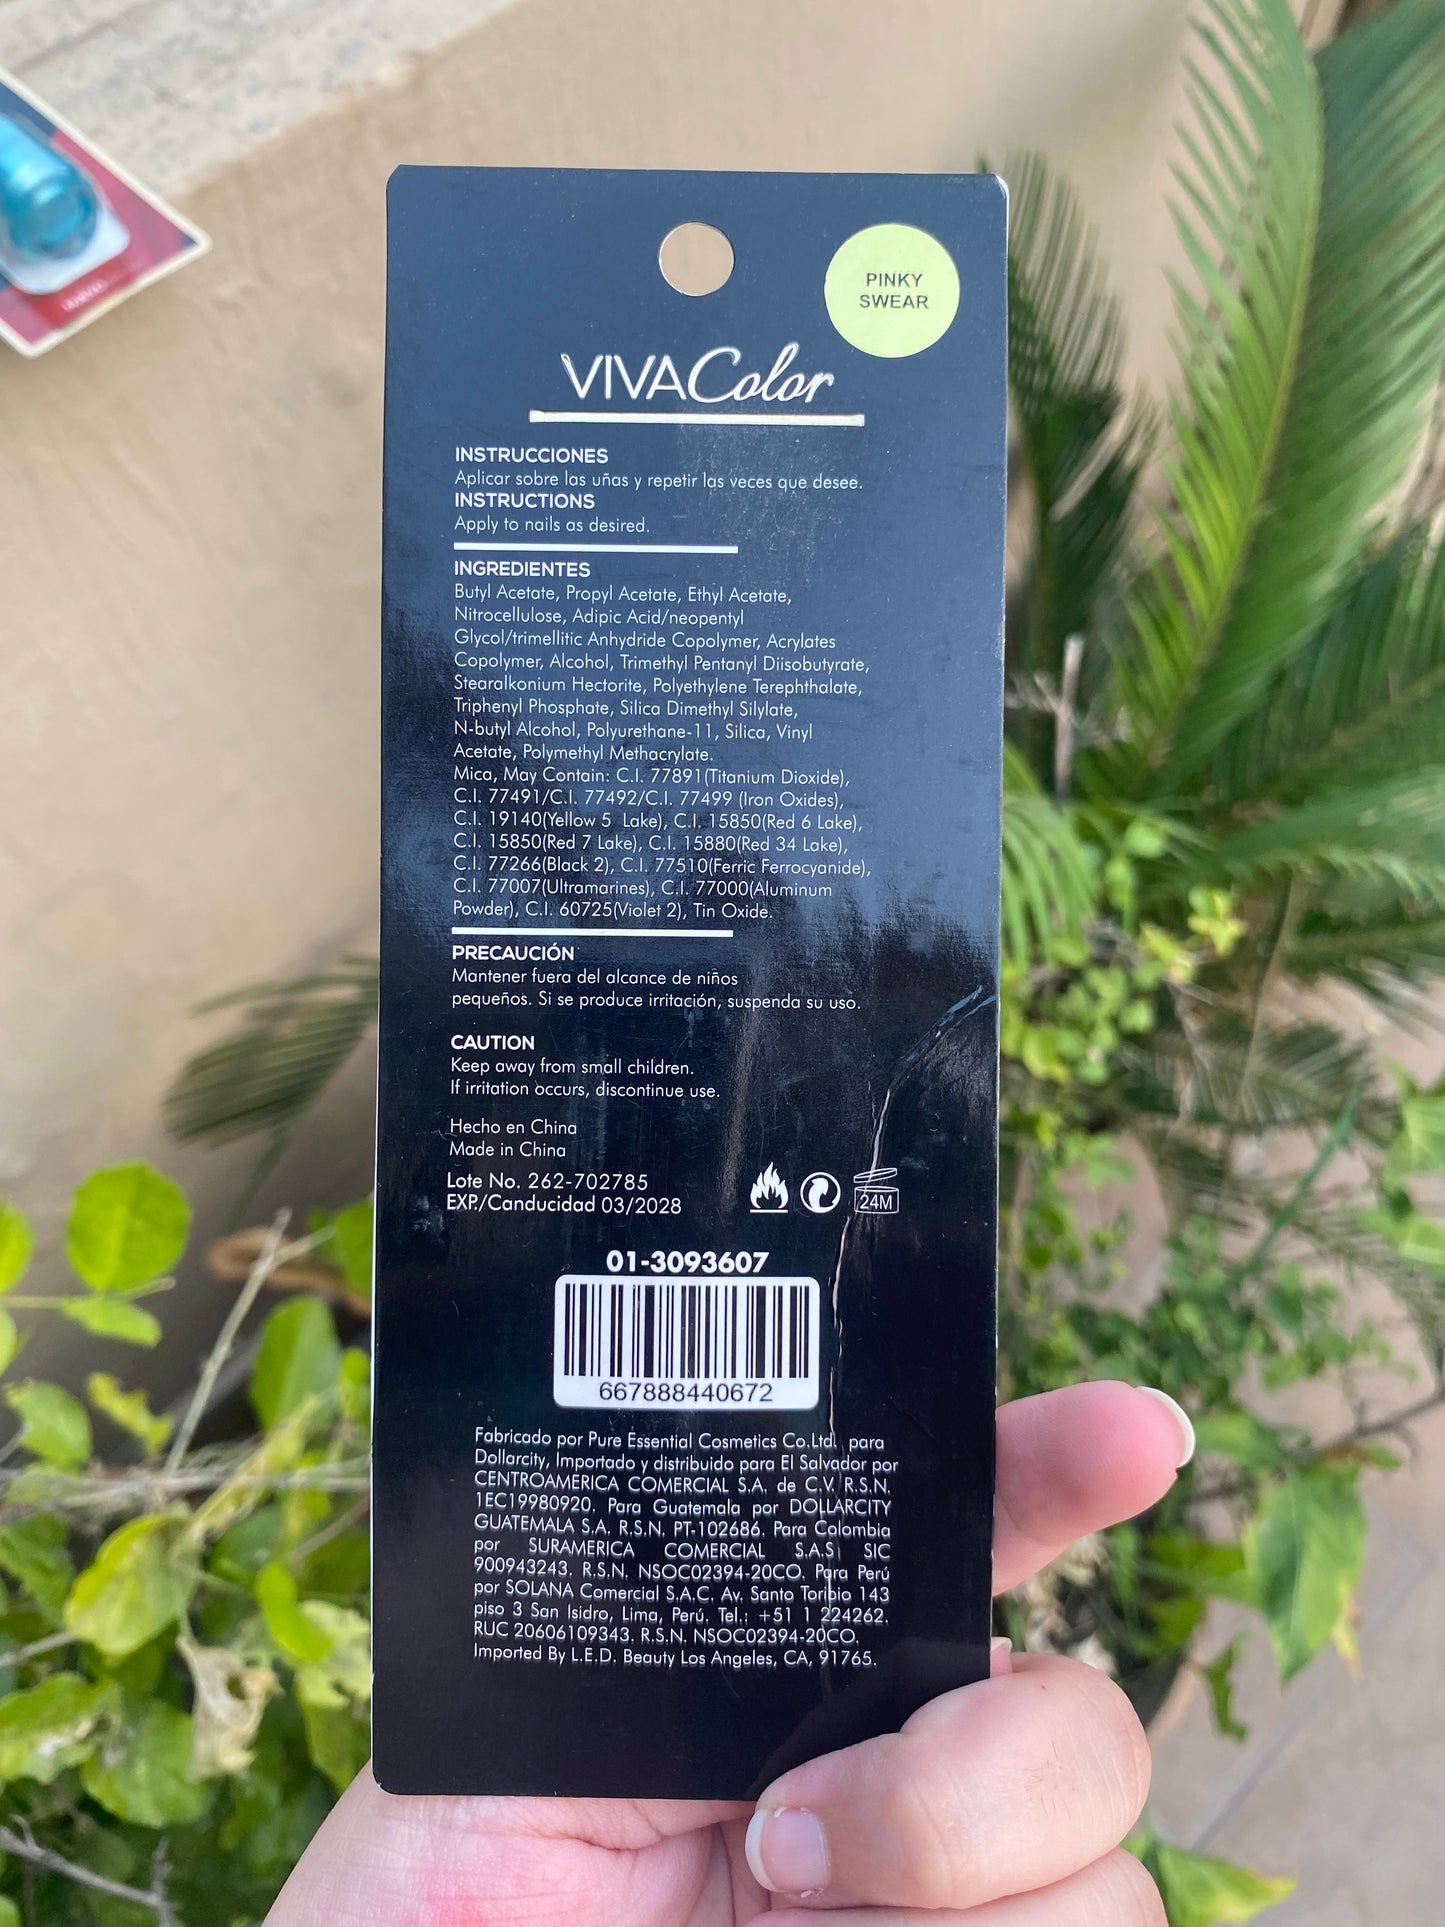 PINKY
SWEAR
VIVAColor
INSTRUCCIONES
Aplicar sobre las uñas y repetir las veces que desee.
INSTRUCTIONS
Apply to nails as desired.
INGREDIENTES
Butyl Acetate, Propyl Acetate, Ethyl Acetate,
Nitrocellulose, Adipic Acid/neopentyl
Glycol/trimellitic Anhydride Copolymer, Acrylates
Copolymer, Alcohol, Trimethyl Pentanyl Diisobutyrate,
Stearalkonium Hectorite, Polyethylene Terephthalate,
Triphenyl Phosphate, Silica Dimethyl Silylate,
N-butyl Alcohol, Polyurethane-11, Silica, Vinyl
Acetate, Polymethyl Methacrylate.
Mica, May Contain: C.I. 77891(Titanium Dioxide),
C.I. 77491/C.I. 77492/C.I. 77499 (Iron Oxides),
C.I. 19140(Yellow 5 Lake), C.I. 15850(Red 6 Lake),
C.I. 15850(Red 7 Lake), C.I. 15880(Red 34 Lake),
C.I. 77266(Black 2), C.I. 77510(Ferric Ferrocyanide),
C.I. 77007(Ultramarines), C.I. 77000(Aluminum
Powder), C.I. 60725(Violet 2), Tin Oxide.
PRECAUCIÓN
Mantener fuera del alcance de niños
pequeños. Si se produce irritación, suspenda su uso.
CAUTION
Keep away from small children.
If irritation occurs, discontinue use.
Hecho en China
Made in China
Lote No. 262-702785
EXP./Canducidad 03/2028
24M
01-3093607
667888440672
Fabricado por Pure Essential Cosmetics Co.Ltd. para
Dollarcity, Importado y distribuido para El Salvador por
CENTROAMERICA COMERCIAL S.A. de C.V. R.S.N.
1EC19980920. Para Guatemala por DOLLARCITY
GUATEMALA S.A. R.S.N. PT-102686. Para Colombia
por SURAMERICA COMERCIAL S.A.S SIC
900943243. R.S.N. NSOC02394-20CO. Para Perú
por SOLANA Comercial S.A.C. Av. Santo Toribio 143
piso 3 San Isidro, Lima, Perú. Tel.: +51 1 224262.
RUC 20606109343. R.S.N. NSOC02394-20CO.
Imported By L.E.D. Beauty Los Angeles, CA, 91765.